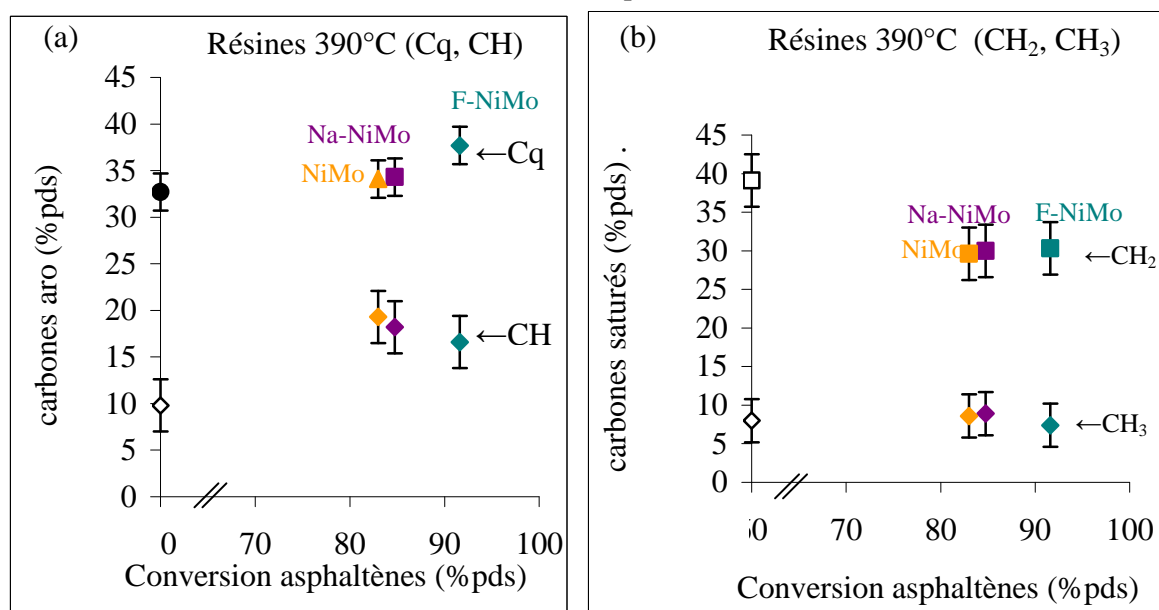 (a)
Résines 390°C (Cq, CH)
45
40
35
30
25
20
15
10
5
0
carbones aro (%pds)
F-NiMo
Na-NiMo
NiMo
←Cq
←CH
0 70 80 90 100
Conversion asphaltènes (%pds)
(b)
Résines 390°C (CH₂, CH₃)
45
40
35
30
25
20
15
10
5
0
carbones saturés (%pds) .
Na-NiMo F-NiMo
NiMo
←CH₂
←CH₃
0 70 80 90 100
Conversion asphaltènes (%pds)